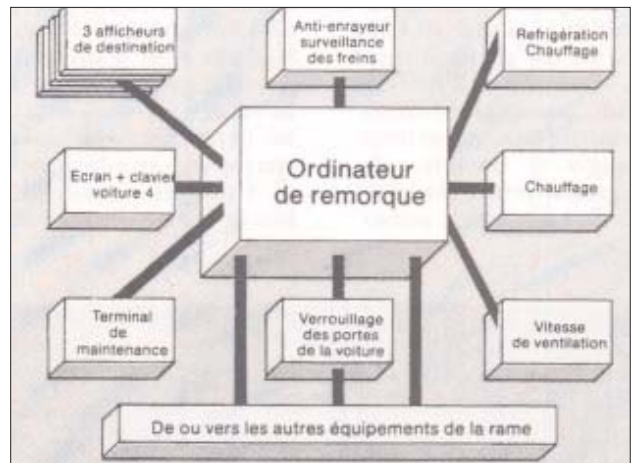 3 afficheurs
de destination
Anti-enrayeur
surveillance
des freins
Refrigération
Chauffage
Ecran + clavier
voiture 4
Ordinateur
de remorque
Chauffage
Terminal
de
maintenance
Verrouillage
des portes
de la voiture
Vitesse
de ventilation
De ou vers les autres équipements de la rame